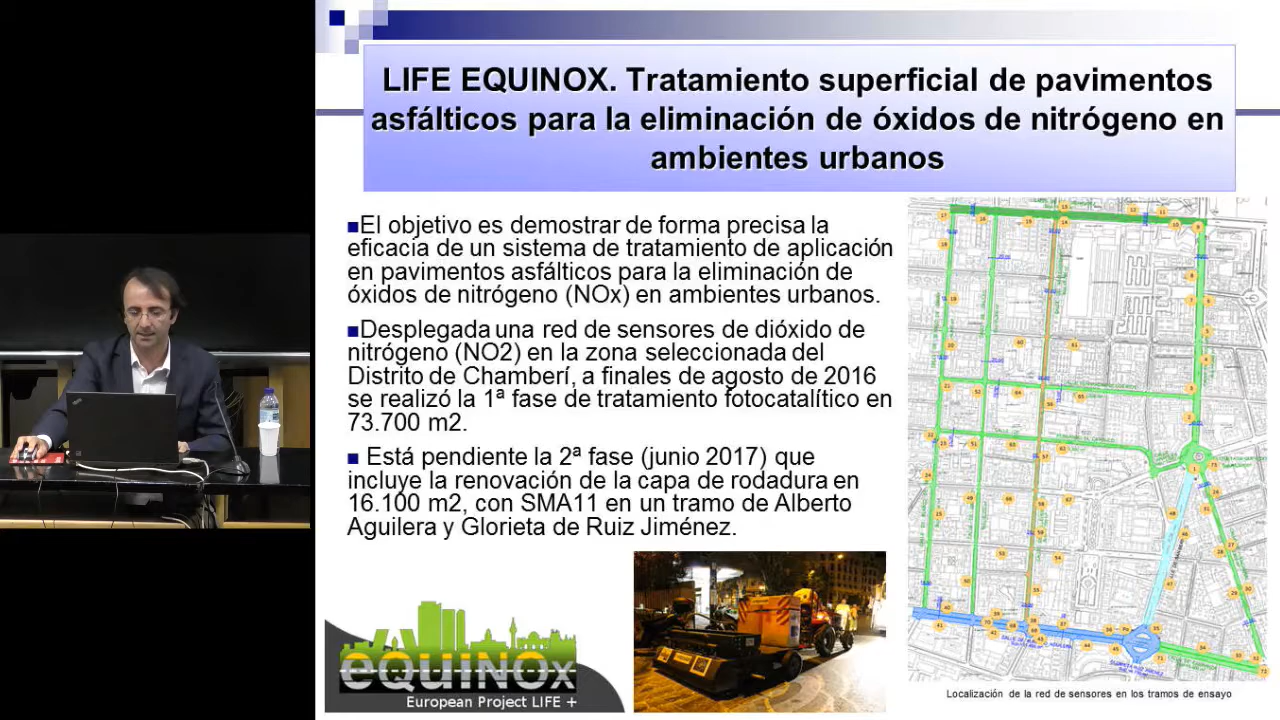 LIFE EQUINOX. Tratamiento superficial de pavimentos
asfálticos para la eliminación de óxidos de nitrógeno en
ambientes urbanos
El objetivo es demostrar de forma precisa la
eficacia de un sistema de tratamiento de aplicación
en pavimentos asfálticos para la eliminación de
óxidos de nitrógeno (NOx) en ambientes urbanos.
Desplegada una red de sensores de dióxido de
nitrógeno (NO2) en la zona seleccionada del
Distrito de Chamberí, a finales de agosto de 2016
se realizó la 1ª fase de tratamiento fotocatalítico en
73.700 m2.
Está pendiente la 2ª fase (junio 2017) que
incluye la renovación de la capa de rodadura en
16.100 m2, con SMA11 en un tramo de Alberto
Aguilera y Glorieta de Ruiz Jiménez.
eQUINOx
European Project LIFE +
Localización de la red de sensores en los tramos de ensayo